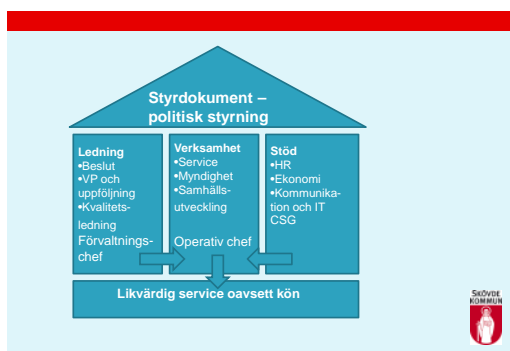 Styrdokument –
politisk styrning
Ledning
•Beslut
•VP och
uppföljning
•Kvalitets-
ledning
Förvaltnings-
chef
Verksamhet
•Service
•Myndighet
•Samhälls-
utveckling
Operativ chef
Stöd
•HR
•Ekonomi
•Kommunika-
tion och IT
CSG
Likvärdig service oavsett kön
SKÖVDE
KOMMUN